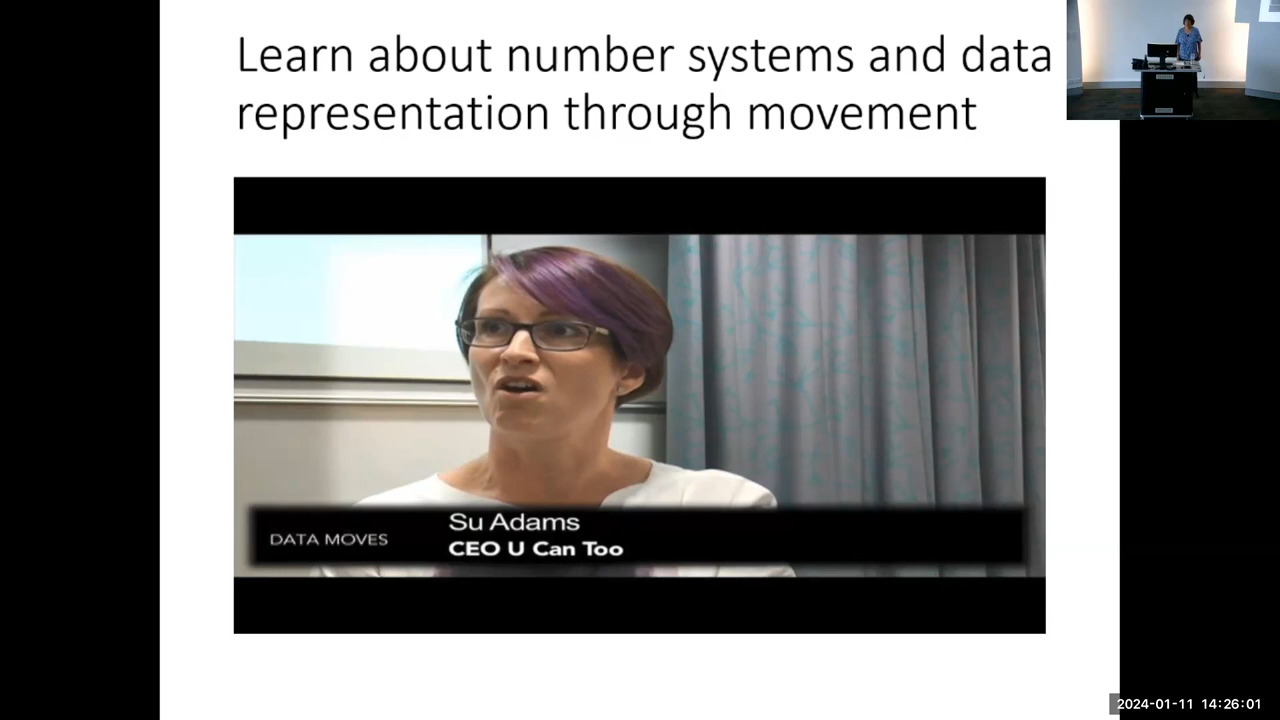 Learn about number systems and data
representation through movement
DATA MOVES
Su Adams
CEO U Can Too
2024-01-11 14:26:01